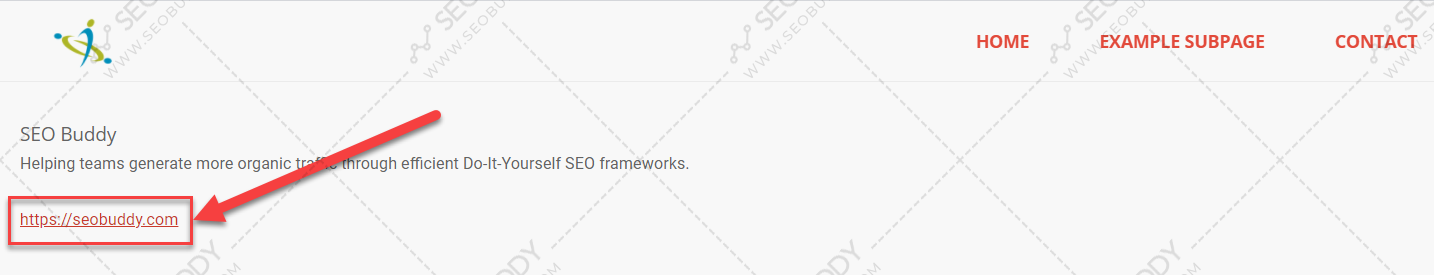 HOME EXAMPLE SUBPAGE CONTACT
SEO Buddy
Helping teams generate more organic traffic through efficient Do-It-Yourself SEO frameworks.
https://seobuddy.com